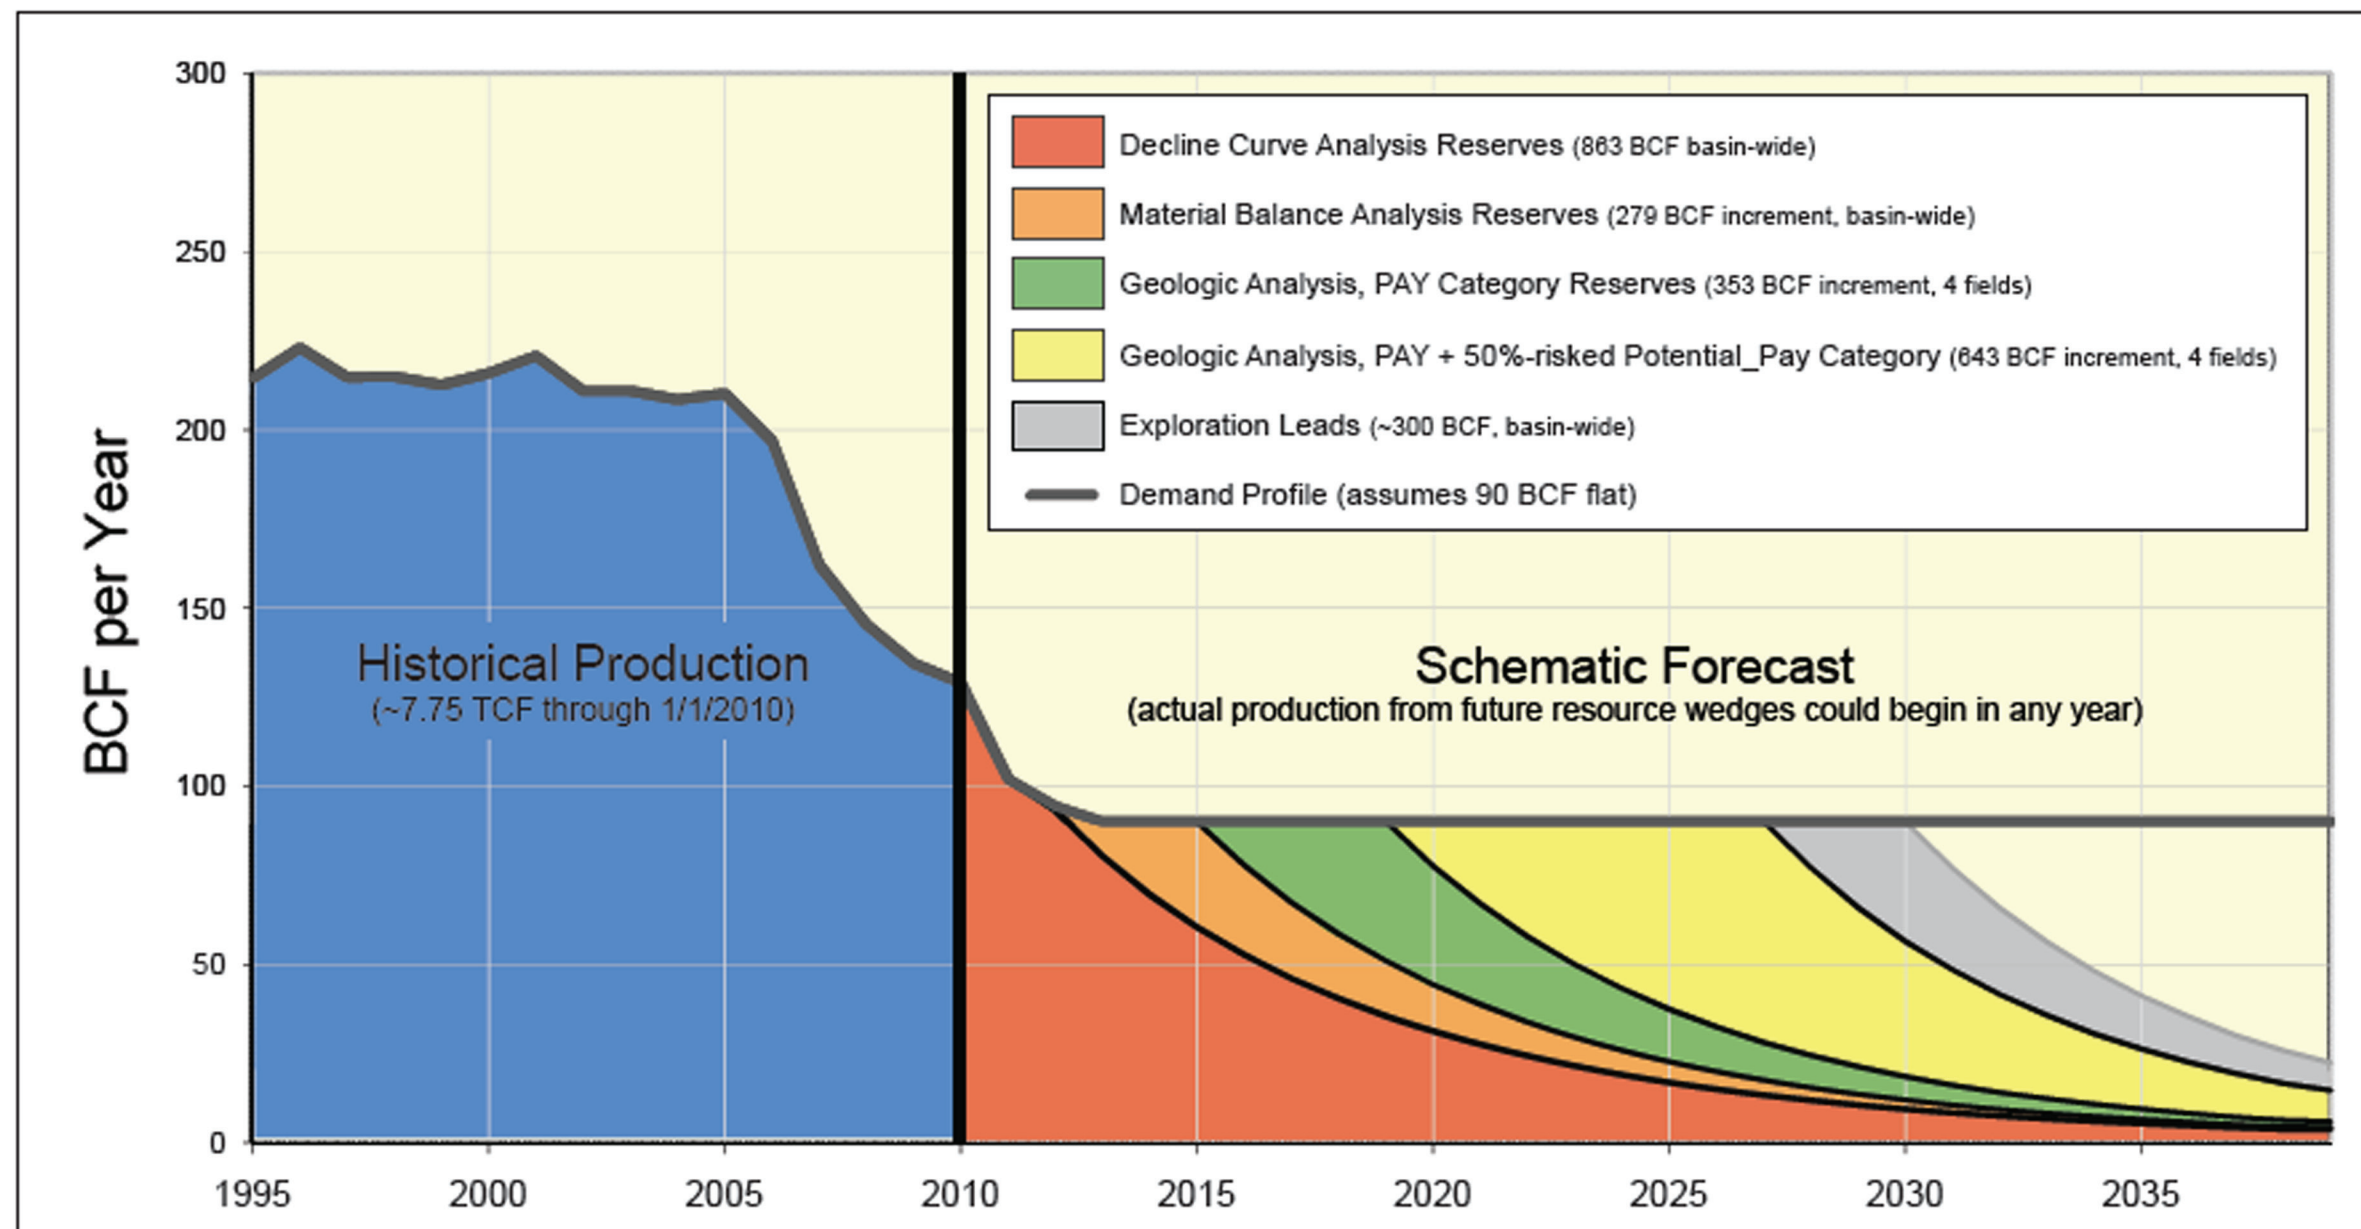 300
250
200
150
100
50
0
BCF per Year
Decline Curve Analysis Reserves (863 BCF basin-wide)
Material Balance Analysis Reserves (279 BCF increment, basin-wide)
Geologic Analysis, PAY Category Reserves (353 BCF increment, 4 fields)
Geologic Analysis, PAY + 50%-risked Potential_Pay Category (643 BCF increment, 4 fields)
Exploration Leads (~300 BCF, basin-wide)
Demand Profile (assumes 90 BCF flat)
Historical Production
(~7.75 TCF through 1/1/2010)
Schematic Forecast
(actual production from future resource wedges could begin in any year)
1995 2000 2005 2010 2015 2020 2025 2030 2035